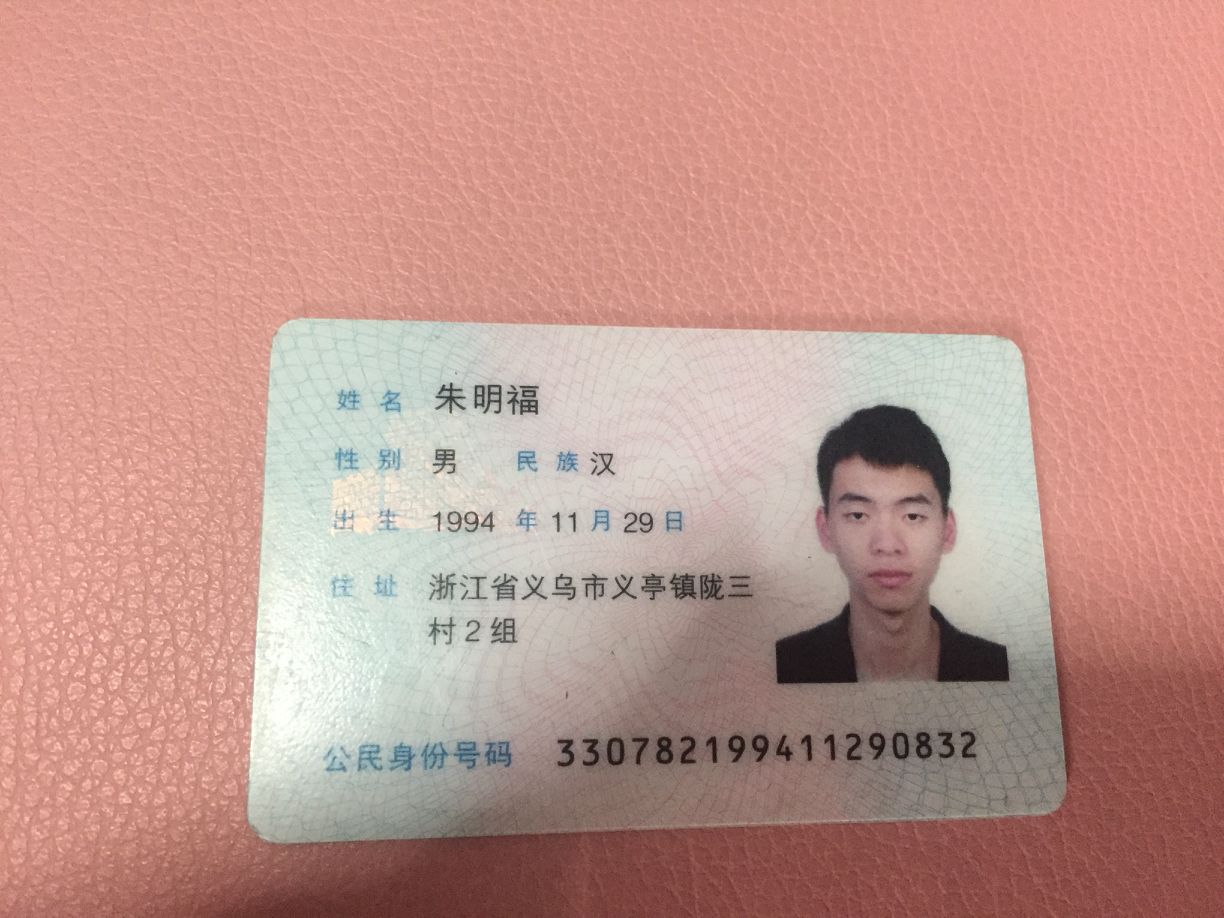 姓名 朱明福
性别 男 民族 汉
出生 1994 年 11 月 29 日
住址 浙江省义乌市义亭镇陇三
村2组
公民身份号码 330782199411290832